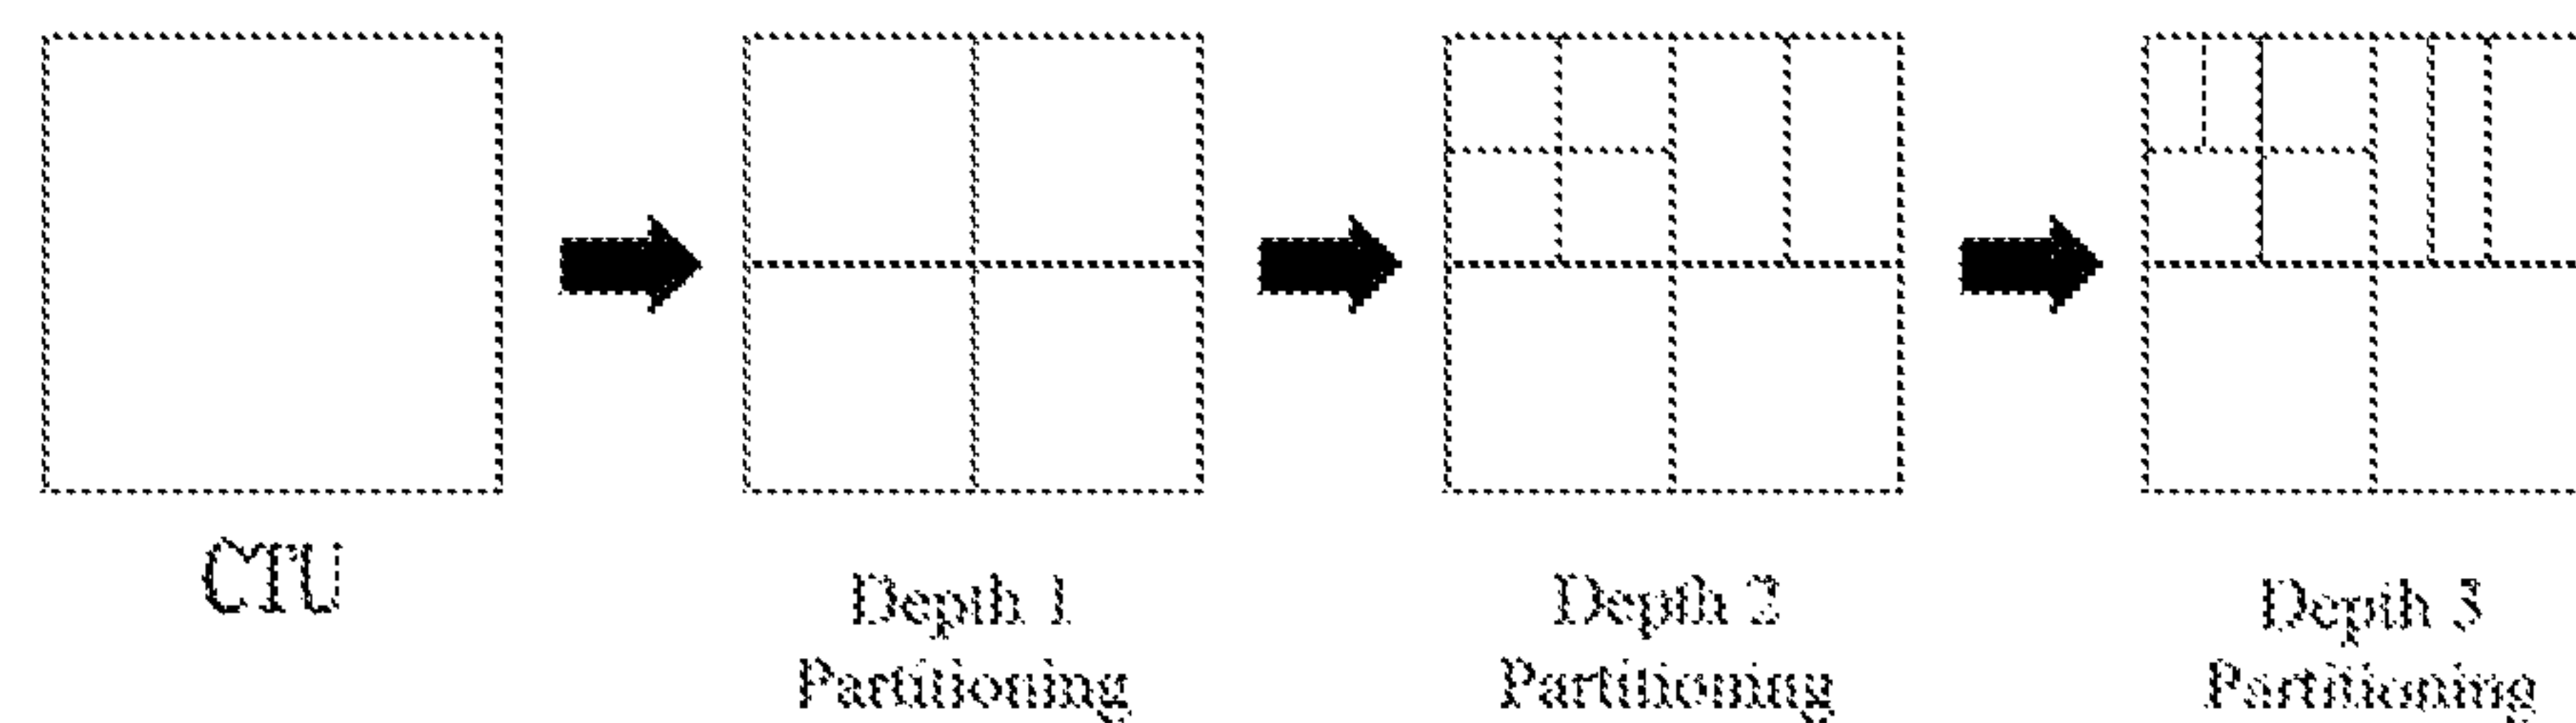 CTU
Depth 1
Partitioning
Depth 2
Partitioning
Depth 3
Partitioning